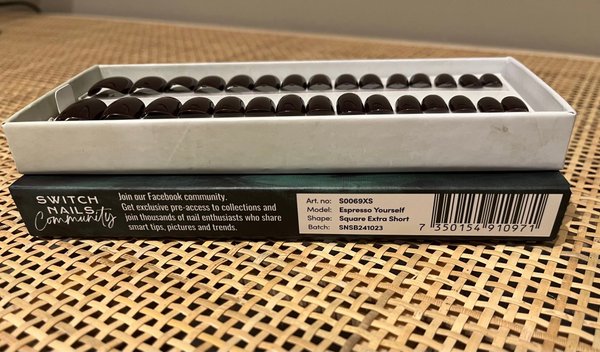 SWITCH
NAILS
Community
Join our Facebook community.
Get exclusive pre-access to collections and
join thousands of nail enthusiasts who share
smart tips, pictures and trends.
Art. no: S0069XS
Model: Espresso Yourself
Shape: Square Extra Short
Batch: SNSB241023
7 350154 910971